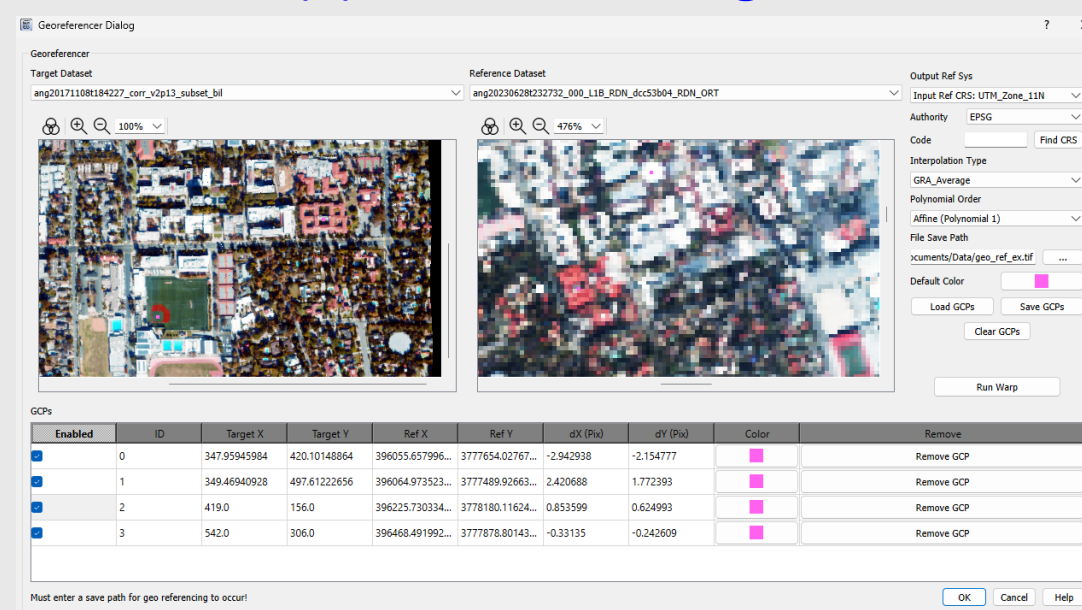 Georeferencer Dialog
?
Georeferencer
Target Dataset
Reference Dataset
ang20171108t184227_corr_v2p13_subset_bil
ang20230628t232732_000_L1B_RDN_dcc53b04_RDN_ORT
100%
476%
Output Ref Sys
Input Ref CRS: UTM_Zone_11N
Authority EPSG
Code Find CRS
Interpolation Type
GRA_Average
Polynomial Order
Affine (Polynomial 1)
File Save Path
ocuments/Data/geo_ref_ex.tif ...
Default Color
Load GCPs Save GCPs
Clear GCPs
Run Warp
GCPs
Enabled ID Target X Target Y Ref X Ref Y dX (Pix) dY (Pix) Color Remove
0 347.95945984 420.10148864 396055.657996... 3777654.02767... -2.942938 -2.154777 Remove GCP
1 349.46940928 497.61222656 396064.973523... 3777489.92663... 2.420688 1.772393 Remove GCP
2 419.0 156.0 396225.730334... 3778180.11624... 0.853599 0.624993 Remove GCP
3 542.0 306.0 396468.491992... 3777878.80143... -0.33135 -0.242609 Remove GCP
Must enter a save path for geo referencing to occur!
OK Cancel Help